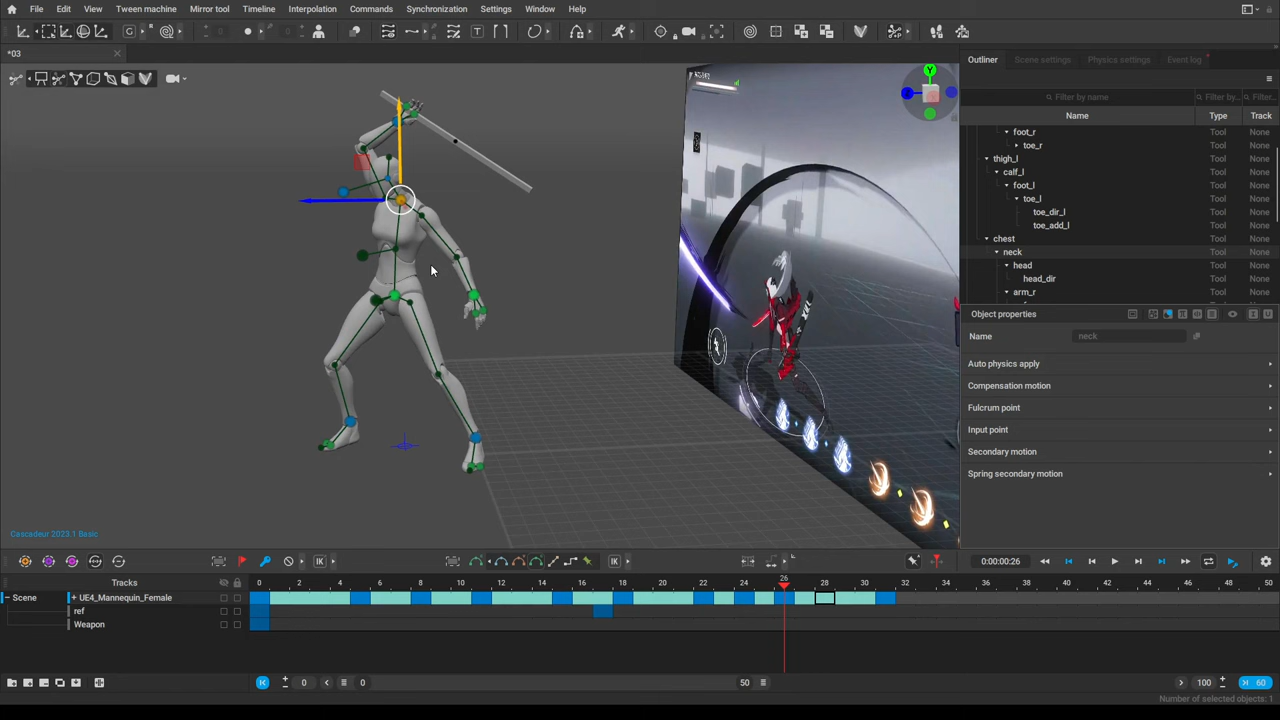 File Edit View Tween machine Mirror tool Timeline Interpolation Commands Synchronization Settings Window Help
*03
Outliner Scene settings Physics settings Event log
Filter by name Filter by... Filter...
Name Type Track
foot_r Tool None
toe_r Tool None
thigh_l Tool None
calf_l Tool None
foot_l Tool None
toe_l Tool None
toe_dir_l Tool None
toe_add_l Tool None
chest Tool None
neck Tool None
head Tool None
head_dir Tool None
arm_r Tool None
Object properties
Name neck
Auto physics apply
Compensation motion
Fulcrum point
Input point
Secondary motion
Spring secondary motion
Y
Cascadeur 2023.1 Basic
IK IK 0:00:00:26
Tracks 0 2 4 6 8 10 12 14 16 18 20 22 24 26 28 30 32 34 36 38 40 42 44 46 48 50
Scene + UE4_Mannequin_Female
ref
Weapon
0 0 50 100 60
Number of selected objects: 1